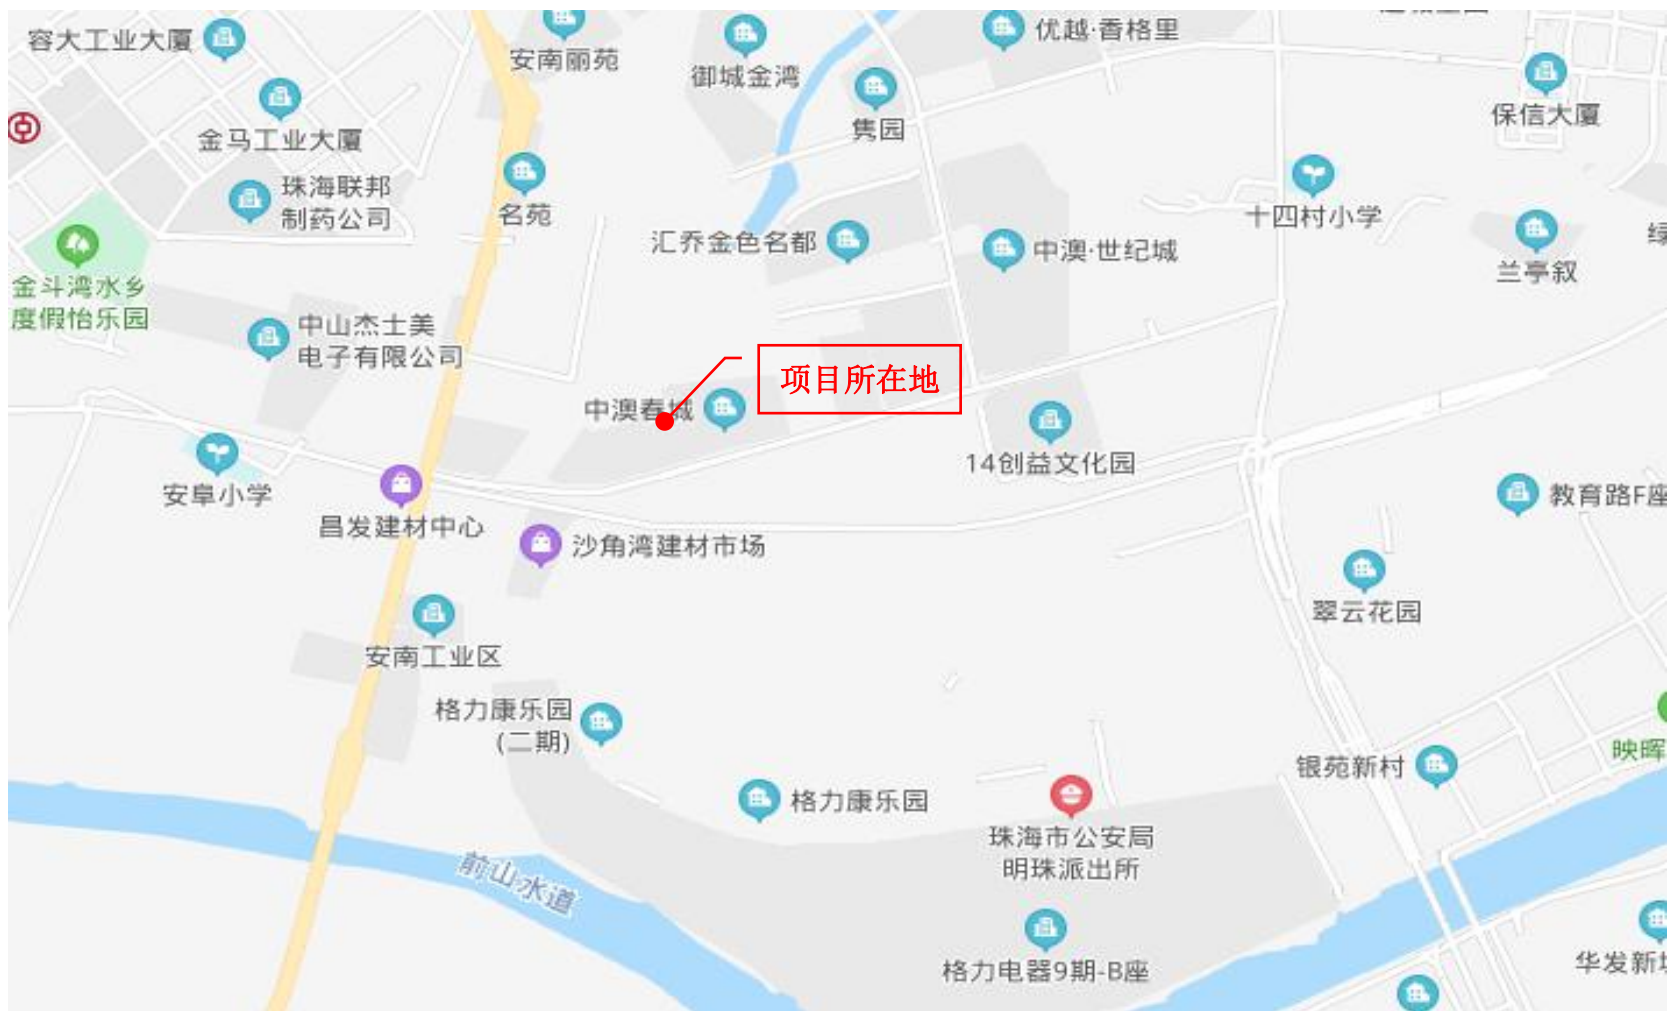 容大工业大厦
安南丽苑
御城金湾
优越·香格里
金马工业大厦
隽园
保信大厦
珠海联邦
制药公司
名苑
十四村小学
汇乔金色名都
中澳·世纪城
兰亭叙
绿
金斗湾水乡
度假怡乐园
中山杰士美
电子有限公司
项目所在地
中澳春城
14创益文化园
安阜小学
教育路F座
昌发建材中心
沙角湾建材市场
翠云花园
安南工业区
格力康乐园
(二期)
映晖
银苑新村
格力康乐园
珠海市公安局
明珠派出所
前山水道
格力电器9期-B座
华发新